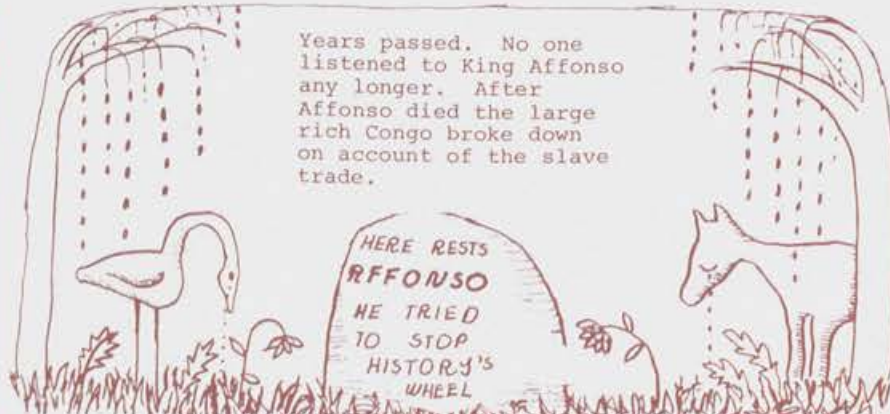 Years passed. No one
listened to King Affonso
any longer. After
Affonso died the large
rich Congo broke down
on account of the slave
trade.
HERE RESTS
AFFONSO
HE TRIED
TO STOP
HISTORY'S
WHEEL